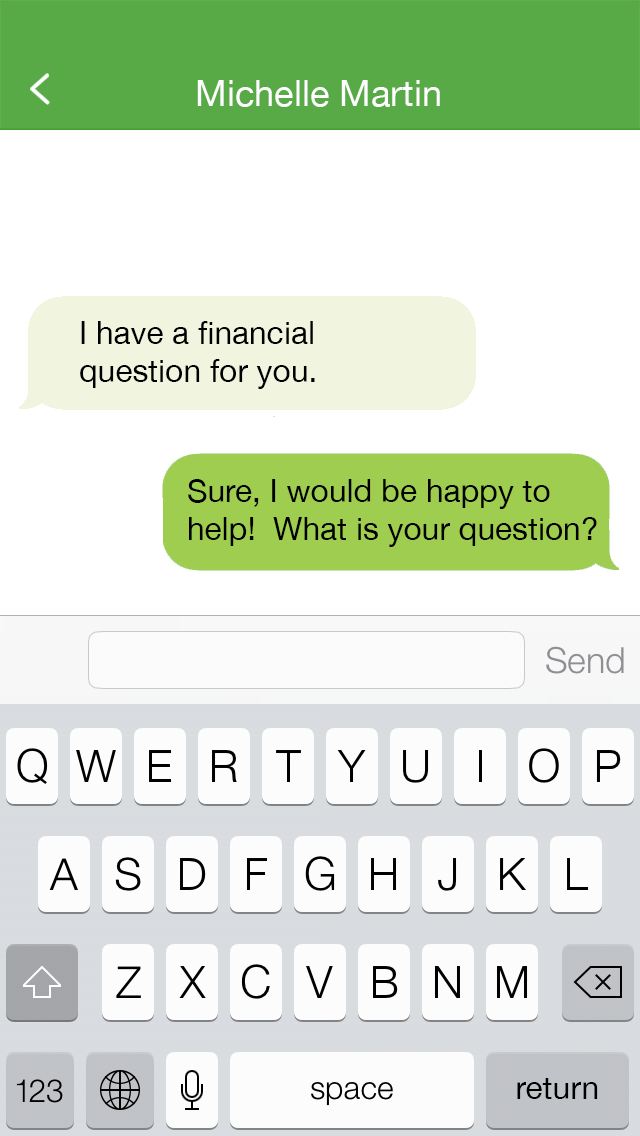 Michelle Martin
I have a financial
question for you.
Sure, I would be happy to
help!  What is your question?
Send
Q W E R T Y U I O P
A S D F G H J K L
Z X C V B N M
123 space return